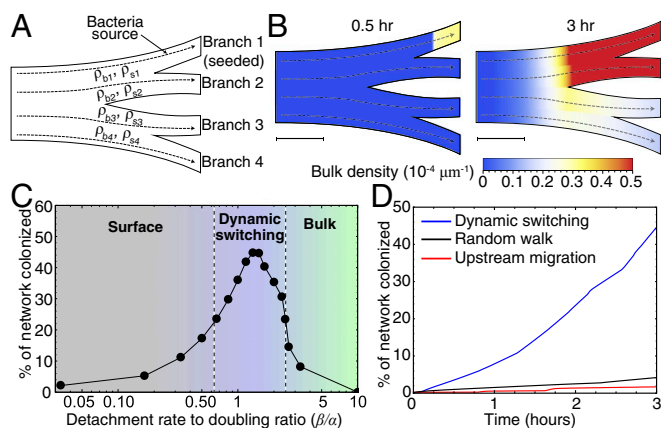 A
Bacteria
source
Branch 1
(seeded)
ρb1, ρs1
Branch 2
ρb2, ρs2
ρb3, ρs3
Branch 3
ρb4, ρs4
Branch 4
B
0.5 hr
3 hr
Bulk density (10⁻⁴ μm⁻¹)
0 0.1 0.2 0.3 0.4 0.5
C
% of network colonized
60
50
40
30
20
10
0
Surface
Dynamic
switching
Bulk
0.05 0.10 0.50 1 5 10
Detachment rate to doubling ratio (β/α)
D
% of network colonized
50
40
30
20
10
0
Dynamic switching
Random walk
Upstream migration
0 1 2 3
Time (hours)